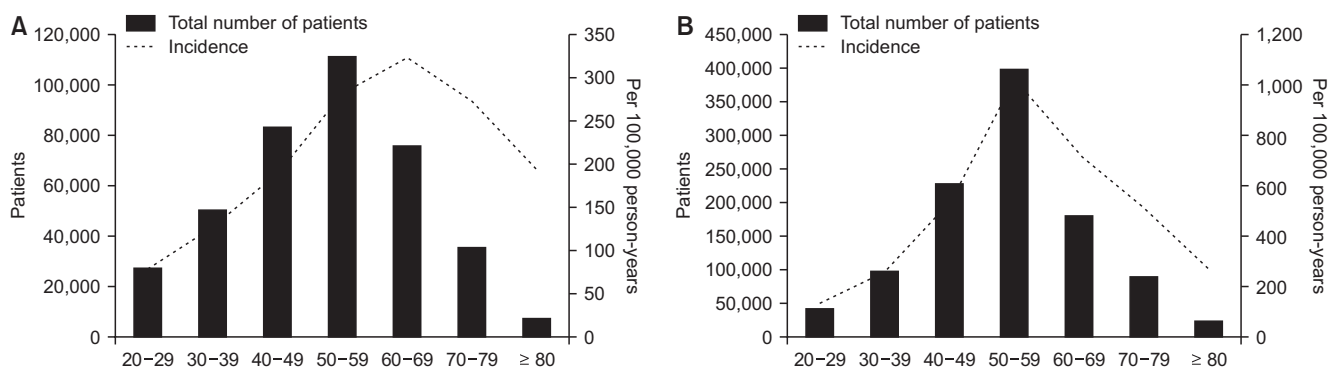 A
Total number of patients
Incidence
120,000
100,000
80,000
60,000
40,000
20,000
0
Patients
350
300
250
200
150
100
50
0
Per 100,000 person-years
20−29 30−39 40−49 50−59 60−69 70−79 ≥ 80
B
Total number of patients
Incidence
450,000
400,000
350,000
300,000
250,000
200,000
150,000
100,000
50,000
0
Patients
1,200
1,000
800
600
400
200
0
Per 100,000 person-years
20−29 30−39 40−49 50−59 60−69 70−79 ≥ 80